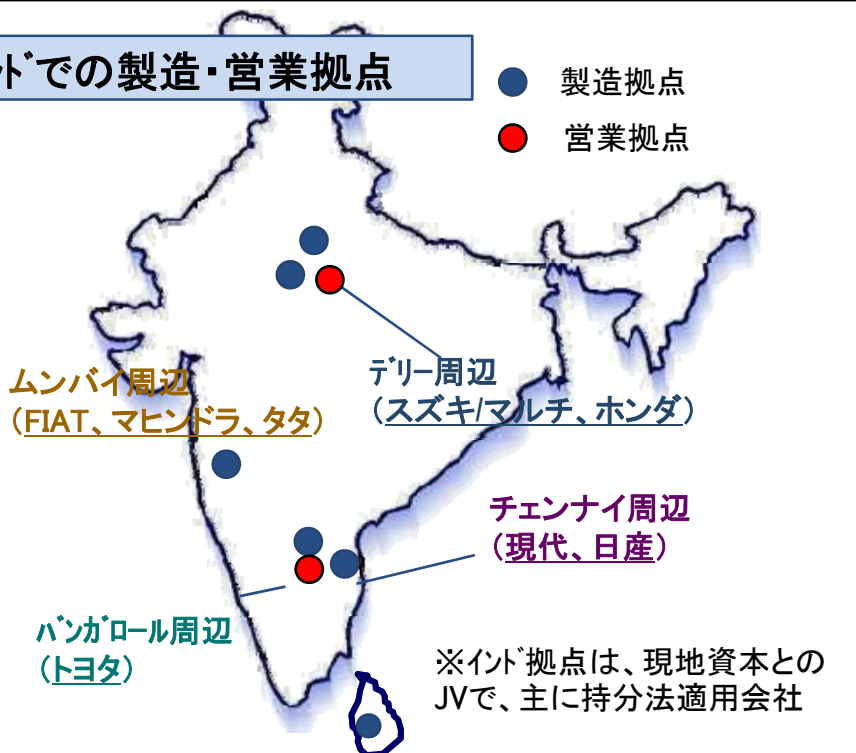 ﾝﾄﾞでの製造・営業拠点
製造拠点
営業拠点
ムンバイ周辺
（FIAT、マヒンドラ、タタ）
ﾃﾞﾘｰ周辺
（スズキ/マルチ、ホンダ）
チェンナイ周辺
（現代、日産）
ﾊﾞﾝｶﾞﾛｰﾙ周辺
（トヨタ）
※ｲﾝﾄﾞ拠点は、現地資本との
JVで、主に持分法適用会社